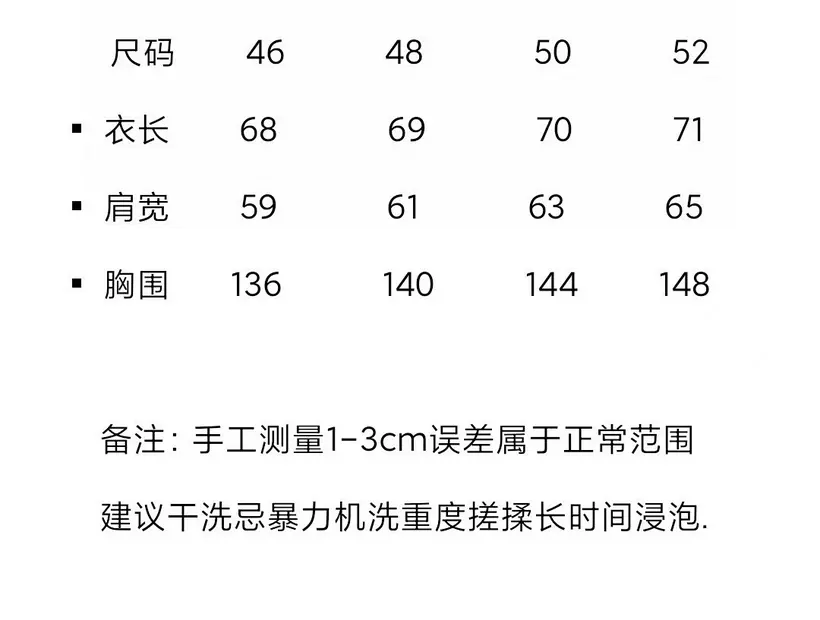 尺码 46 48 50 52
▪ 衣长 68 69 70 71
▪ 肩宽 59 61 63 65
▪ 胸围 136 140 144 148
备注: 手工测量1-3cm误差属于正常范围
建议干洗忌暴力机洗重度搓揉长时间浸泡.